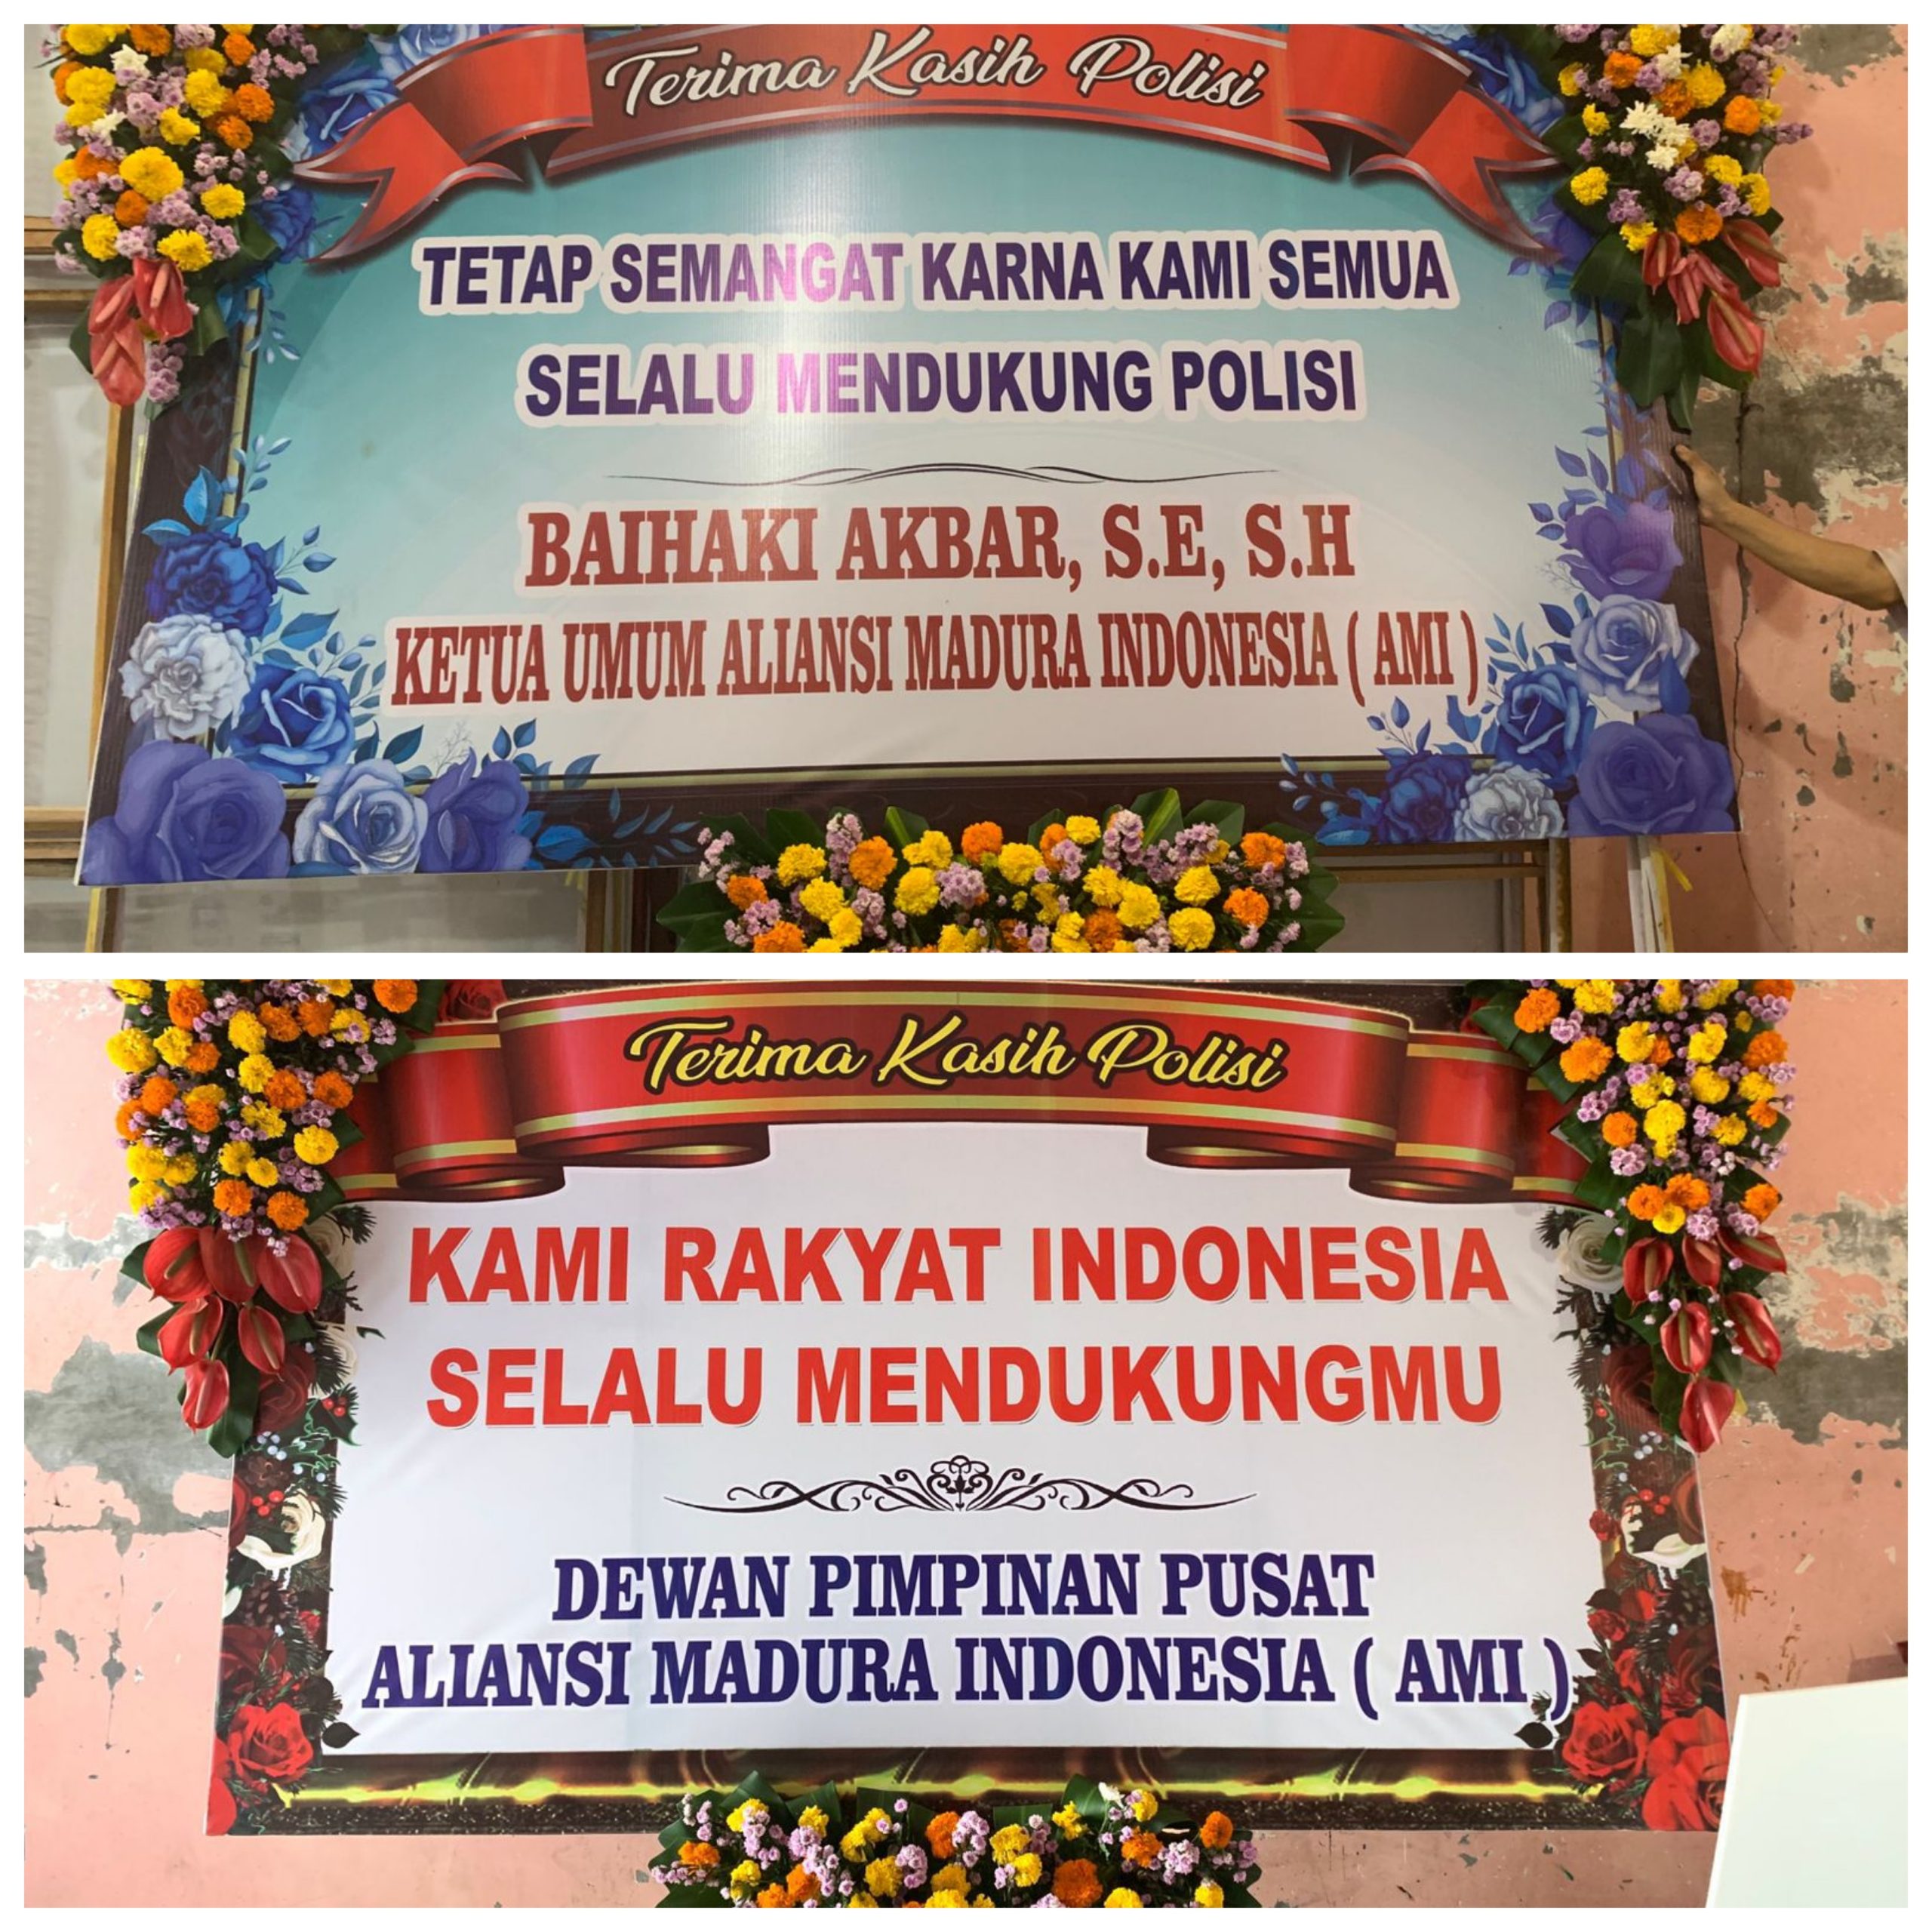 Terima Kasih Polisi
TETAP SEMANGAT KARNA KAMI SEMUA
SELALU MENDUKUNG POLISI
BAIHAKI AKBAR, S.E, S.H
KETUA UMUM ALIANSI MADURA INDONESIA ( AMI )
Terima Kasih Polisi
KAMI RAKYAT INDONESIA
SELALU MENDUKUNGMU
DEWAN PIMPINAN PUSAT
ALIANSI MADURA INDONESIA ( AMI )